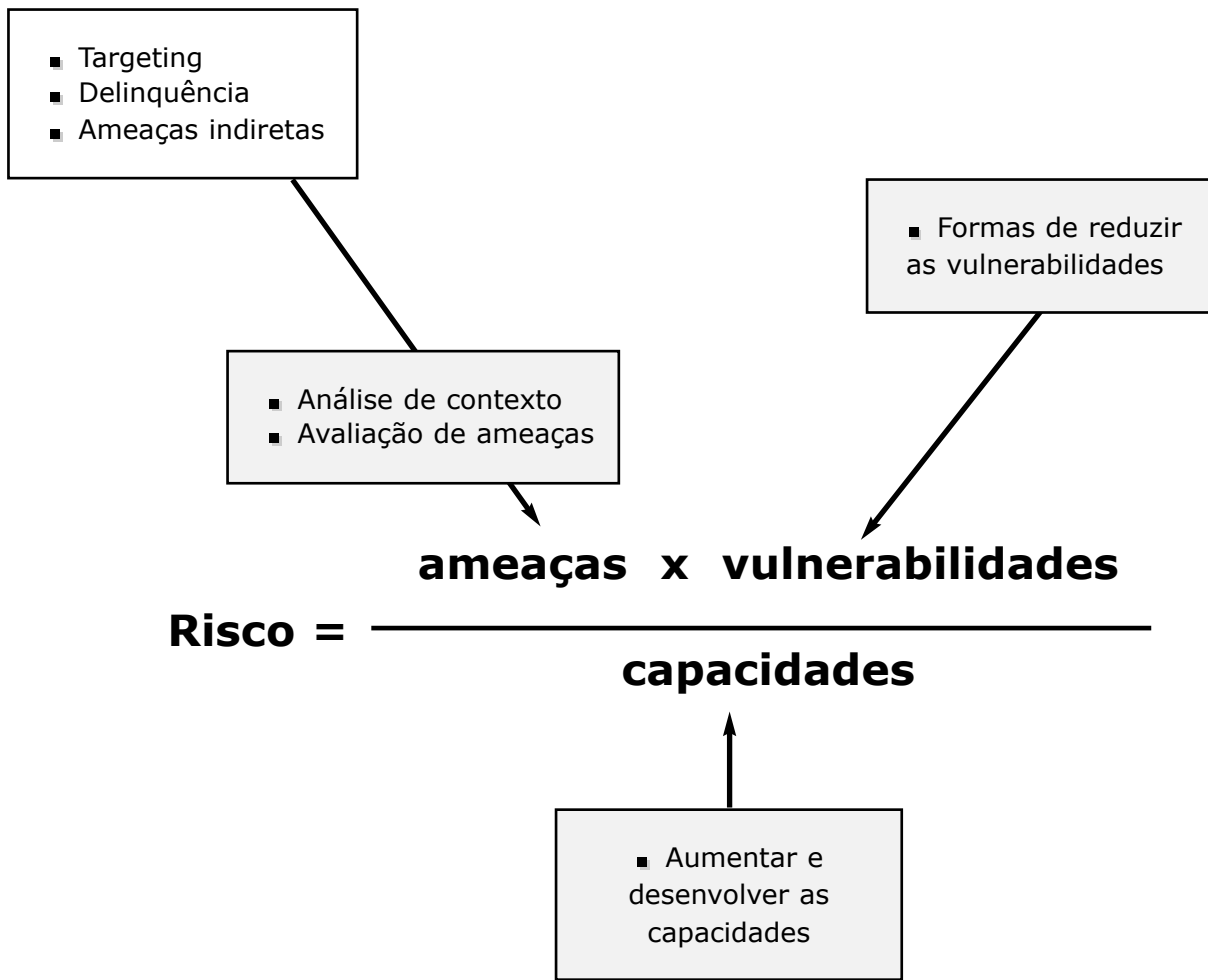 ▪ Targeting
▪ Delinquência
▪ Ameaças indiretas
▪ Formas de reduzir
as vulnerabilidades
▪ Análise de contexto
▪ Avaliação de ameaças
ameaças x vulnerabilidades
Risco =
capacidades
▪ Aumentar e
desenvolver as
capacidades